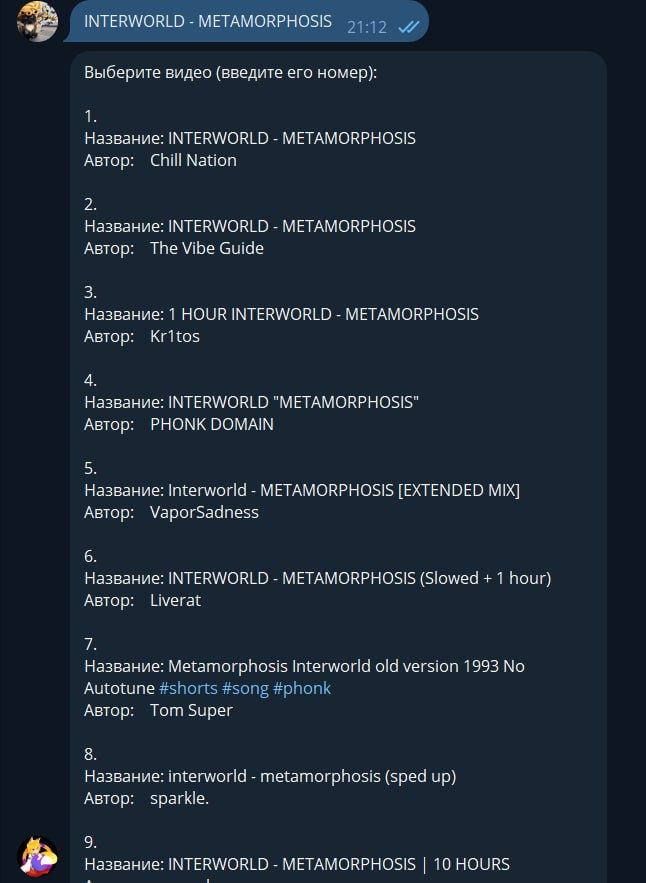 INTERWORLD - METAMORPHOSIS 21:12
Выберите видео (введите его номер):
1.
Название: INTERWORLD - METAMORPHOSIS
Автор: Chill Nation
2.
Название: INTERWORLD - METAMORPHOSIS
Автор: The Vibe Guide
3.
Название: 1 HOUR INTERWORLD - METAMORPHOSIS
Автор: Kr1tos
4.
Название: INTERWORLD "METAMORPHOSIS"
Автор: PHONK DOMAIN
5.
Название: Interworld - METAMORPHOSIS [EXTENDED MIX]
Автор: VaporSadness
6.
Название: INTERWORLD - METAMORPHOSIS (Slowed + 1 hour)
Автор: Liverat
7.
Название: Metamorphosis Interworld old version 1993 No
Autotune #shorts #song #phonk
Автор: Tom Super
8.
Название: interworld - metamorphosis (sped up)
Автор: sparkle.
9.
Название: INTERWORLD - METAMORPHOSIS | 10 HOURS